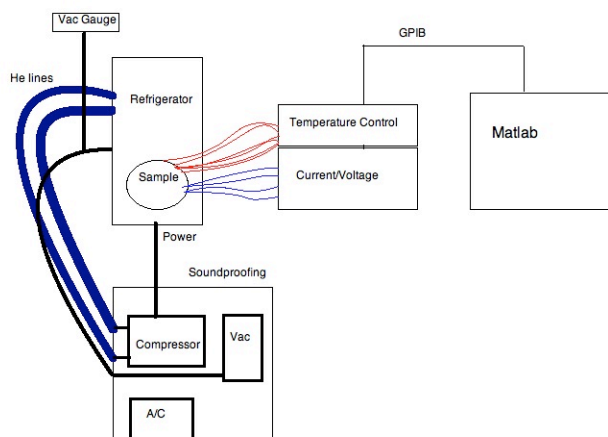 Vac Gauge
GPIB
He lines
Refrigerator
Temperature Control
Matlab
Sample
Current/Voltage
Power
Soundproofing
Compressor
Vac
A/C